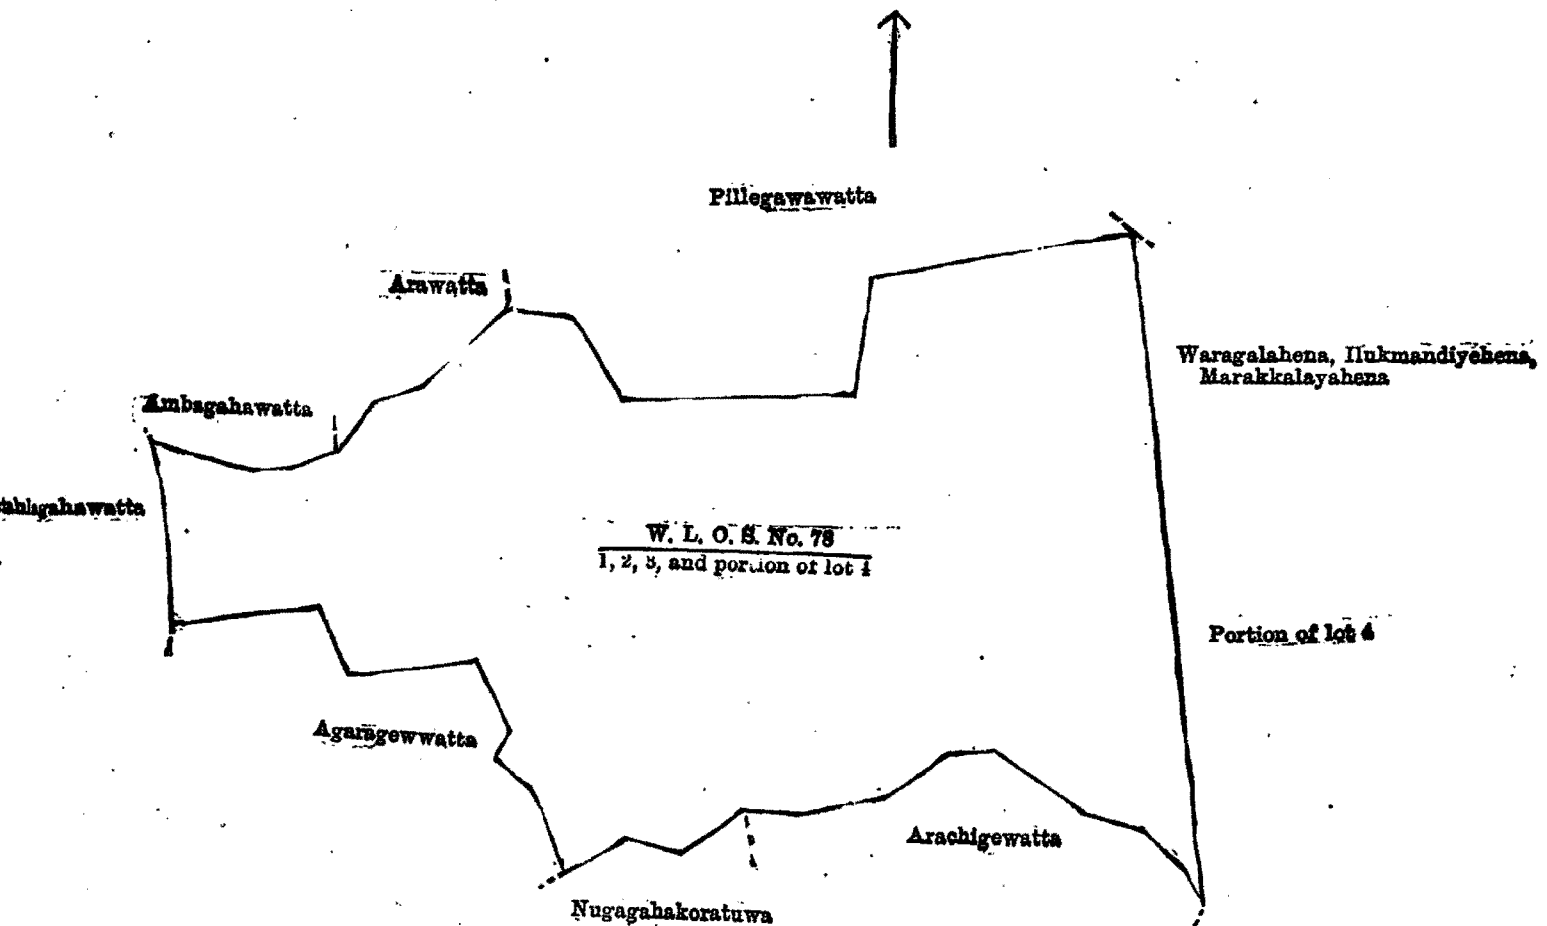 Pillegawawatta
Arawatta
Waragalahena, Ilukmandiyehena,
Marakkalayahena
Ambagahawatta
W. L. O. S. No. 78
1, 2, 3, and portion of lot 4
Portion of lot 4
Agaragewwatta
Arachigewatta
Nugagahakoratuwa